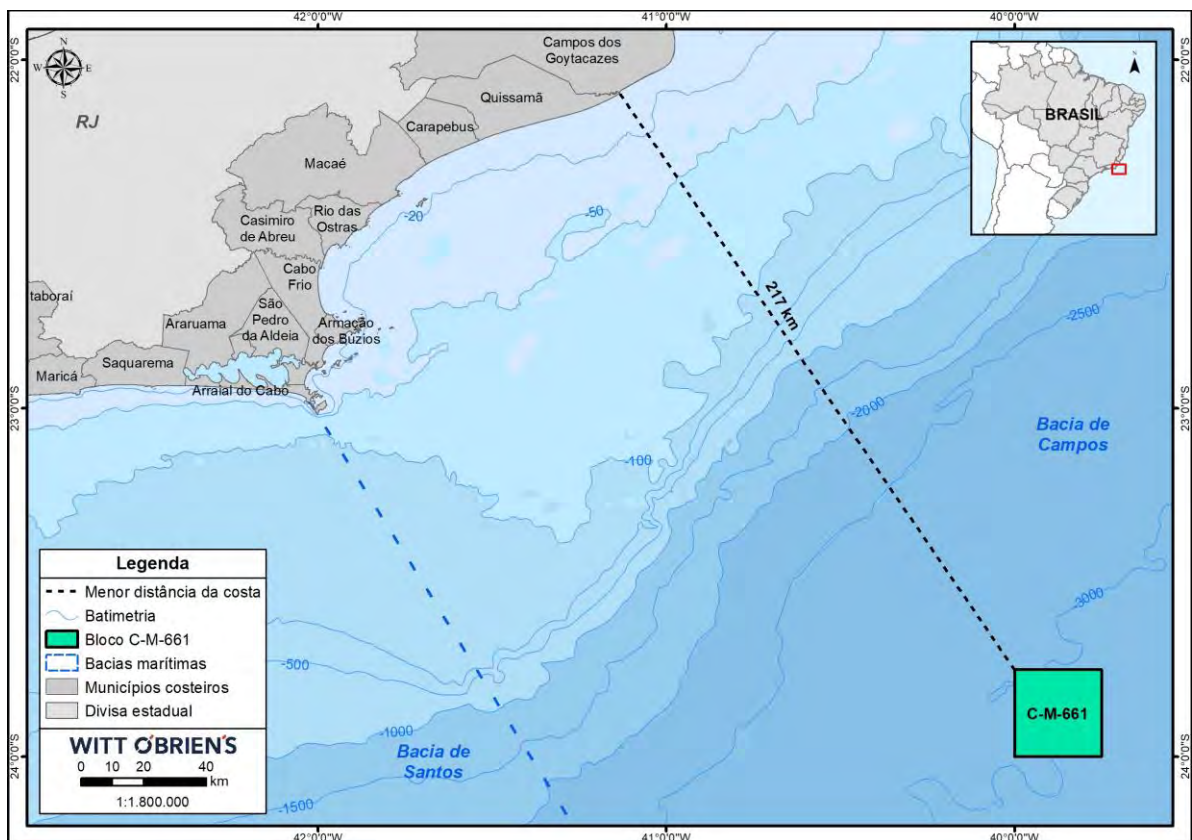 42°0'0"W
41°0'0"W
40°0'0"W
22°0'0"S
22°0'0"S
N
W
E
S
RJ
Campos dos
Goytacazes
Quissamã
Carapebus
Macaé
Rio das
Ostras
Casimiro
de Abreu
Cabo
Frio
São
Pedro
da Aldeia
Armação
dos Búzios
Araruama
taboraí
Saquarema
Maricá
Arraial do Cabo
BRASIL
N
-20
-50
217 km
-2500
-2000
-100
23°0'0"S
23°0'0"S
Bacia de
Campos
-3000
-500
-1000
-1500
Bacia de
Santos
C-M-661
24°0'0"S
24°0'0"S
Legenda
Menor distância da costa
Batimetria
Bloco C-M-661
Bacias marítimas
Municípios costeiros
Divisa estadual
WITT O'BRIEN'S
0 10 20 40
km
1:1.800.000
42°0'0"W
41°0'0"W
40°0'0"W